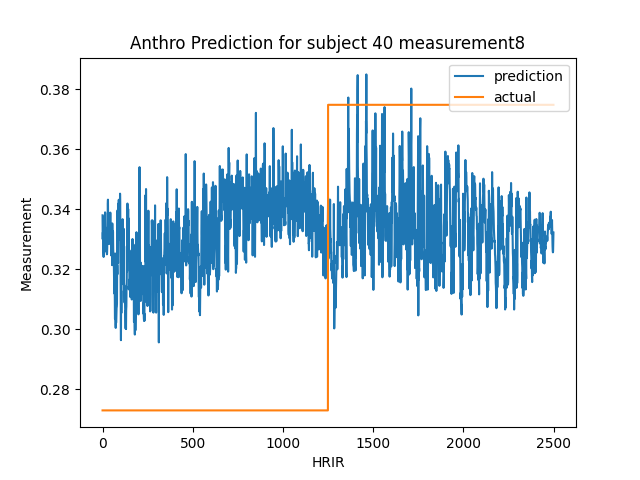 Anthro Prediction for subject 40 measurement8
prediction
actual
0.38
0.36
0.34
0.32
0.30
0.28
Measurement
0
500
1000
1500
2000
2500
HRIR